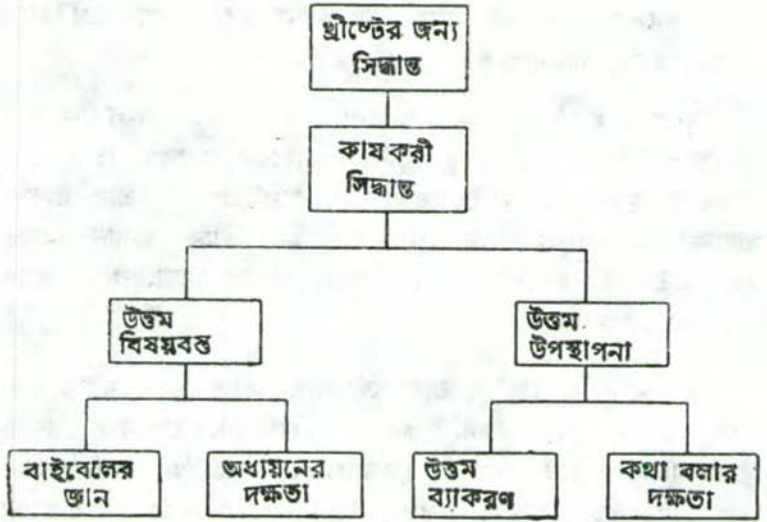 খ্রীষ্টের জন্য
সিদ্ধান্ত
কাযকরী
সিদ্ধান্ত
উত্তম
বিষয়বস্তু
উত্তম
উপস্থাপনা
বাইবেলের
জ্ঞান
অধ্যয়নের
দক্ষতা
উত্তম
ব্যাকরণ
কথা বলার
দক্ষতা